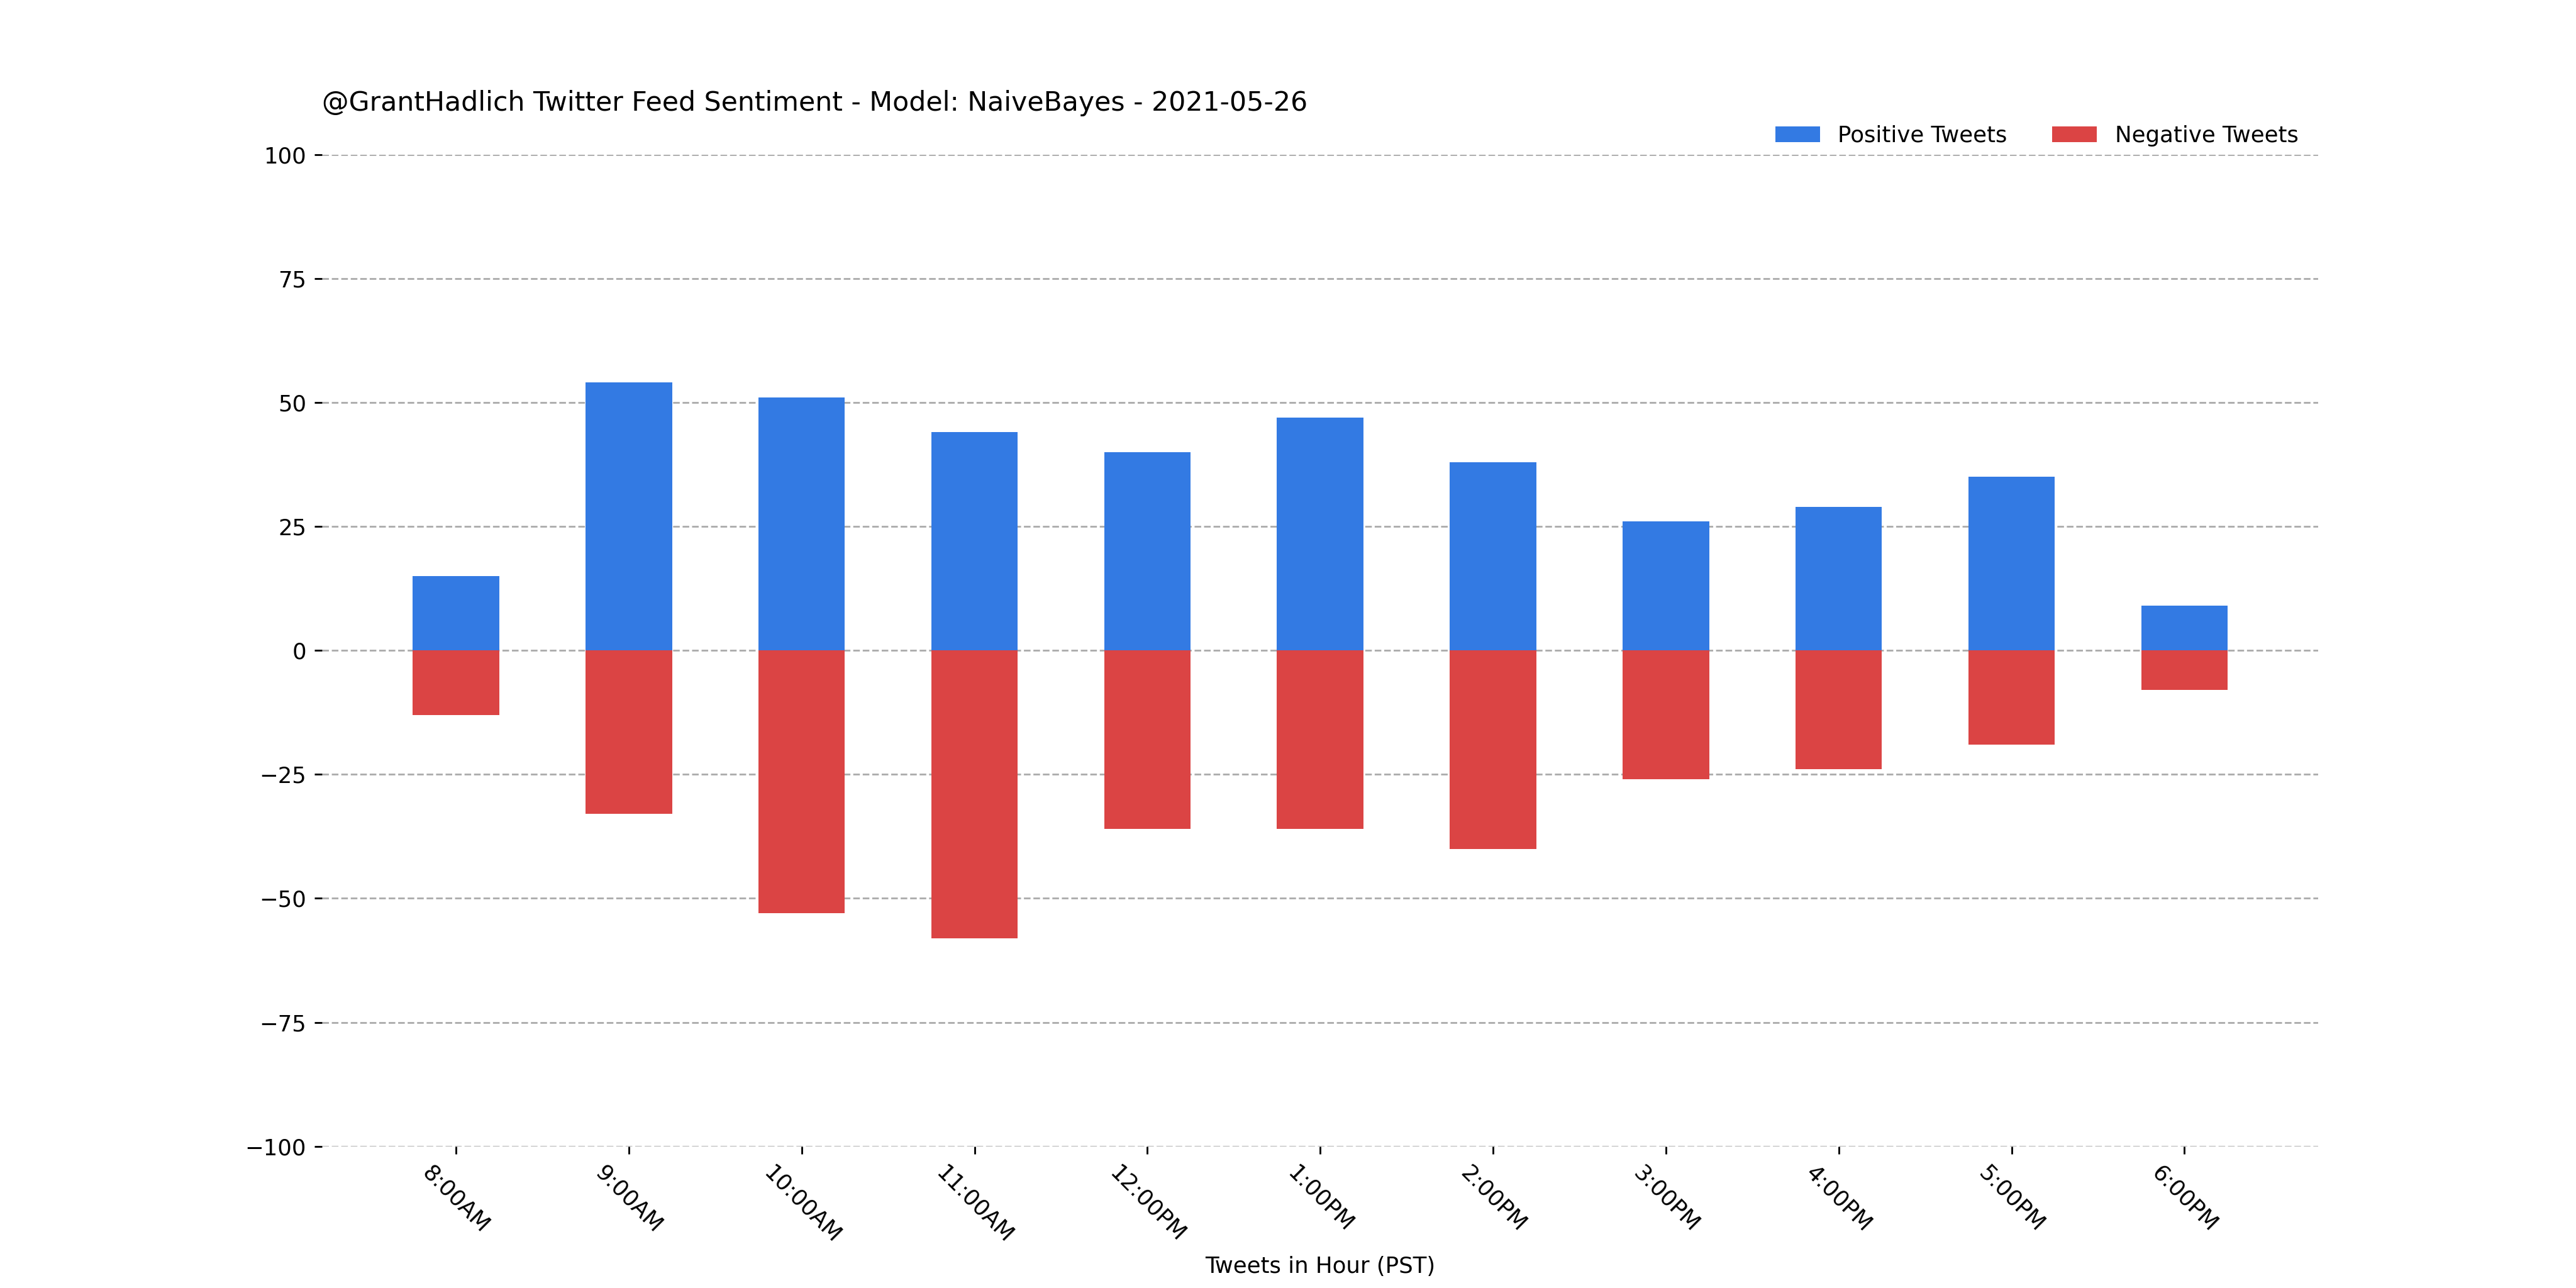 @GrantHadlich Twitter Feed Sentiment - Model: NaiveBayes - 2021-05-26
Positive Tweets Negative Tweets
100
75
50
25
0
−25
−50
−75
−100
8:00AM 9:00AM 10:00AM 11:00AM 12:00PM 1:00PM 2:00PM 3:00PM 4:00PM 5:00PM 6:00PM
Tweets in Hour (PST)